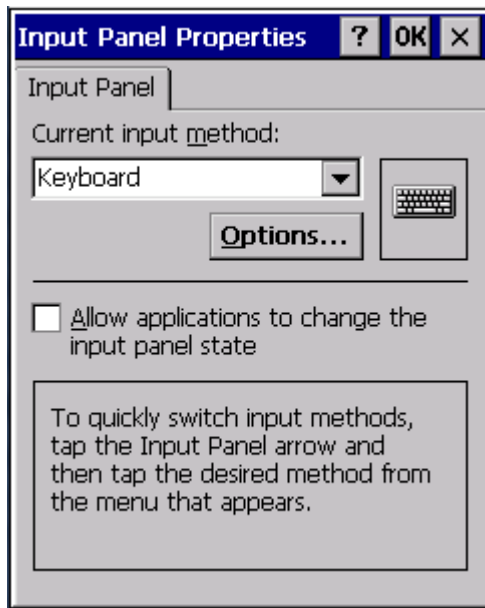 Input Panel Properties ? OK ×
Input Panel
Current input method:
Keyboard
Options...
Allow applications to change the
input panel state
To quickly switch input methods,
tap the Input Panel arrow and
then tap the desired method from
the menu that appears.